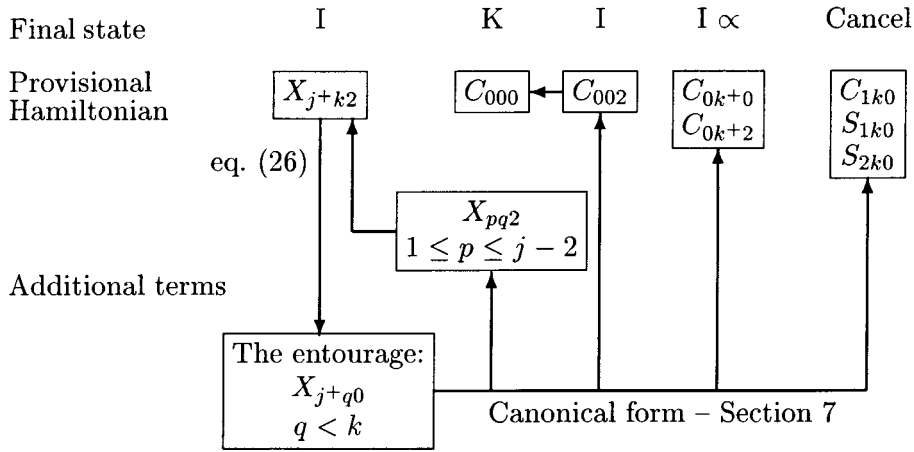 Final state I K I I ∝ Cancel
Provisional Hamiltonian
X_{j+k2} C_{000} C_{002} C_{0k+0} C_{1k0}
C_{0k+2} S_{1k0}
S_{2k0}
eq. (26)
X_{pq2}
1 ≤ p ≤ j − 2
Additional terms
The entourage:
X_{j+q0}
q < k
Canonical form – Section 7